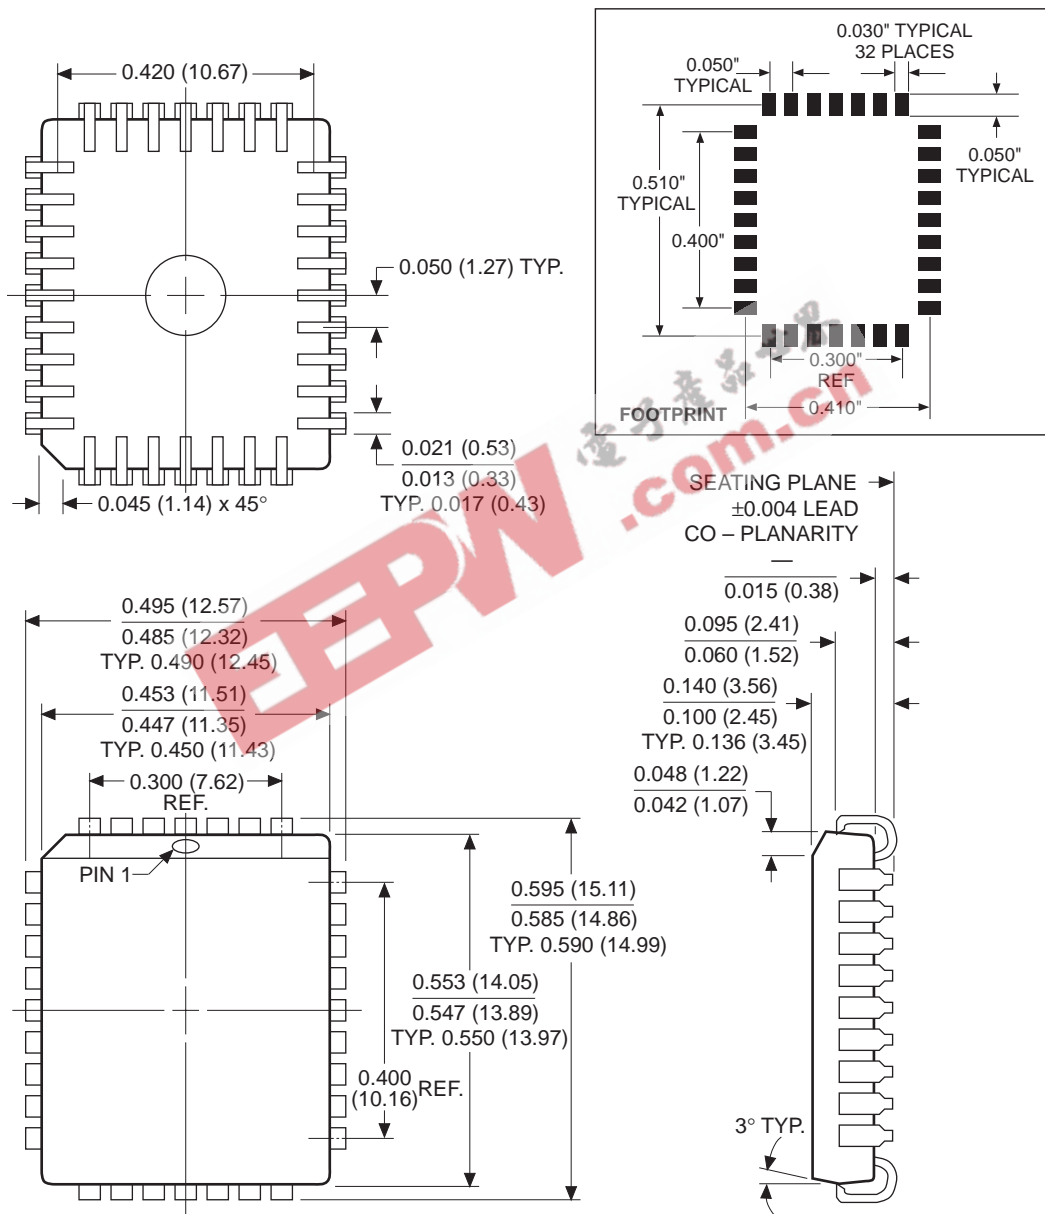 0.420 (10.67)
0.050 (1.27) TYP.
0.021 (0.53)
0.013 (0.33)
TYP. 0.017 (0.43)
0.045 (1.14) x 45°
0.030" TYPICAL
32 PLACES
0.050"
TYPICAL
0.050"
TYPICAL
0.510"
TYPICAL
0.400"
0.300"
REF
0.410"
FOOTPRINT
電子產品世界
EEPW.com.cn
SEATING PLANE
±0.004 LEAD
CO – PLANARITY
—
0.015 (0.38)
0.095 (2.41)
0.060 (1.52)
0.140 (3.56)
0.100 (2.45)
TYP. 0.136 (3.45)
0.048 (1.22)
0.042 (1.07)
3° TYP.
0.495 (12.57)
0.485 (12.32)
TYP. 0.490 (12.45)
0.453 (11.51)
0.447 (11.35)
TYP. 0.450 (11.43)
0.300 (7.62)
REF.
PIN 1
0.595 (15.11)
0.585 (14.86)
TYP. 0.590 (14.99)
0.553 (14.05)
0.547 (13.89)
TYP. 0.550 (13.97)
0.400
(10.16) REF.